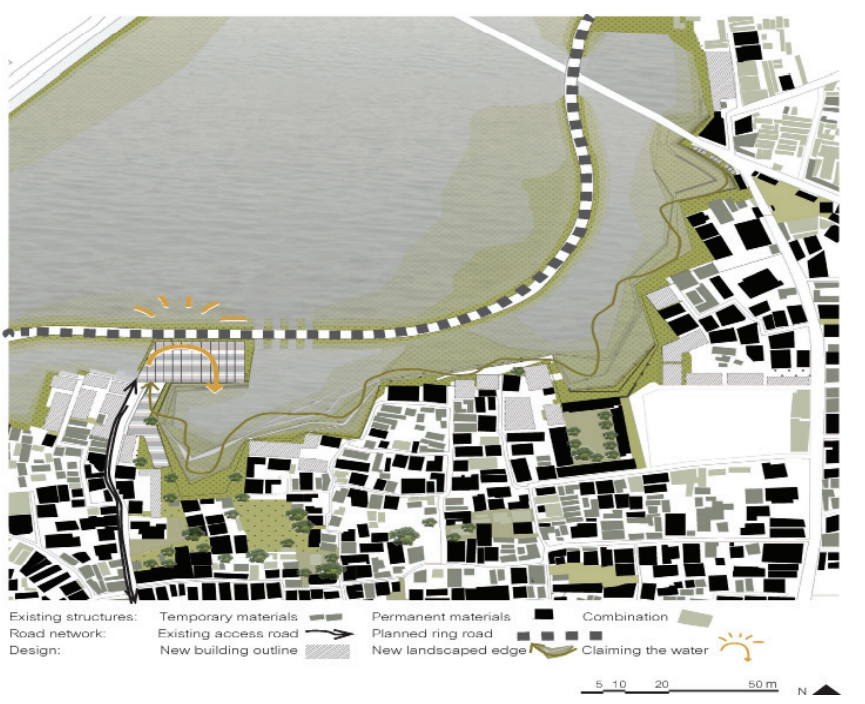 Existing structures: Temporary materials Permanent materials Combination
Road network: Existing access road Planned ring road
Design: New building outline New landscaped edge Claiming the water
5 10 20 50 m N